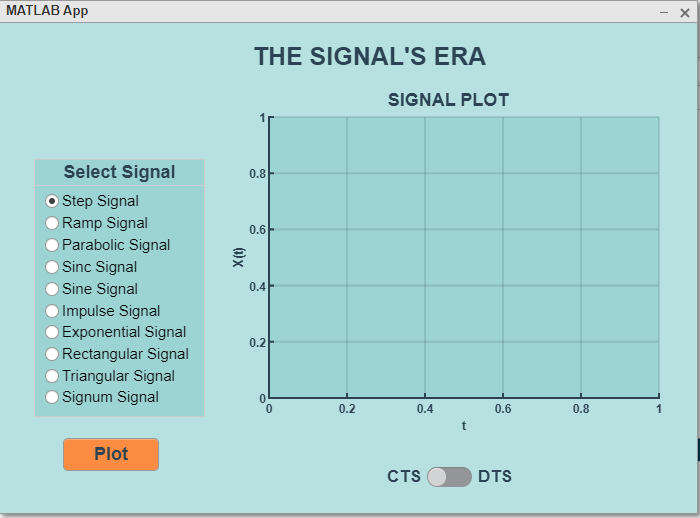 MATLAB App
THE SIGNAL'S ERA
SIGNAL PLOT
Select Signal
Step Signal
Ramp Signal
Parabolic Signal
Sinc Signal
Sine Signal
Impulse Signal
Exponential Signal
Rectangular Signal
Triangular Signal
Signum Signal
Plot
X(t)
1
0.8
0.6
0.4
0.2
0
0 0.2 0.4 0.6 0.8 1
t
CTS DTS